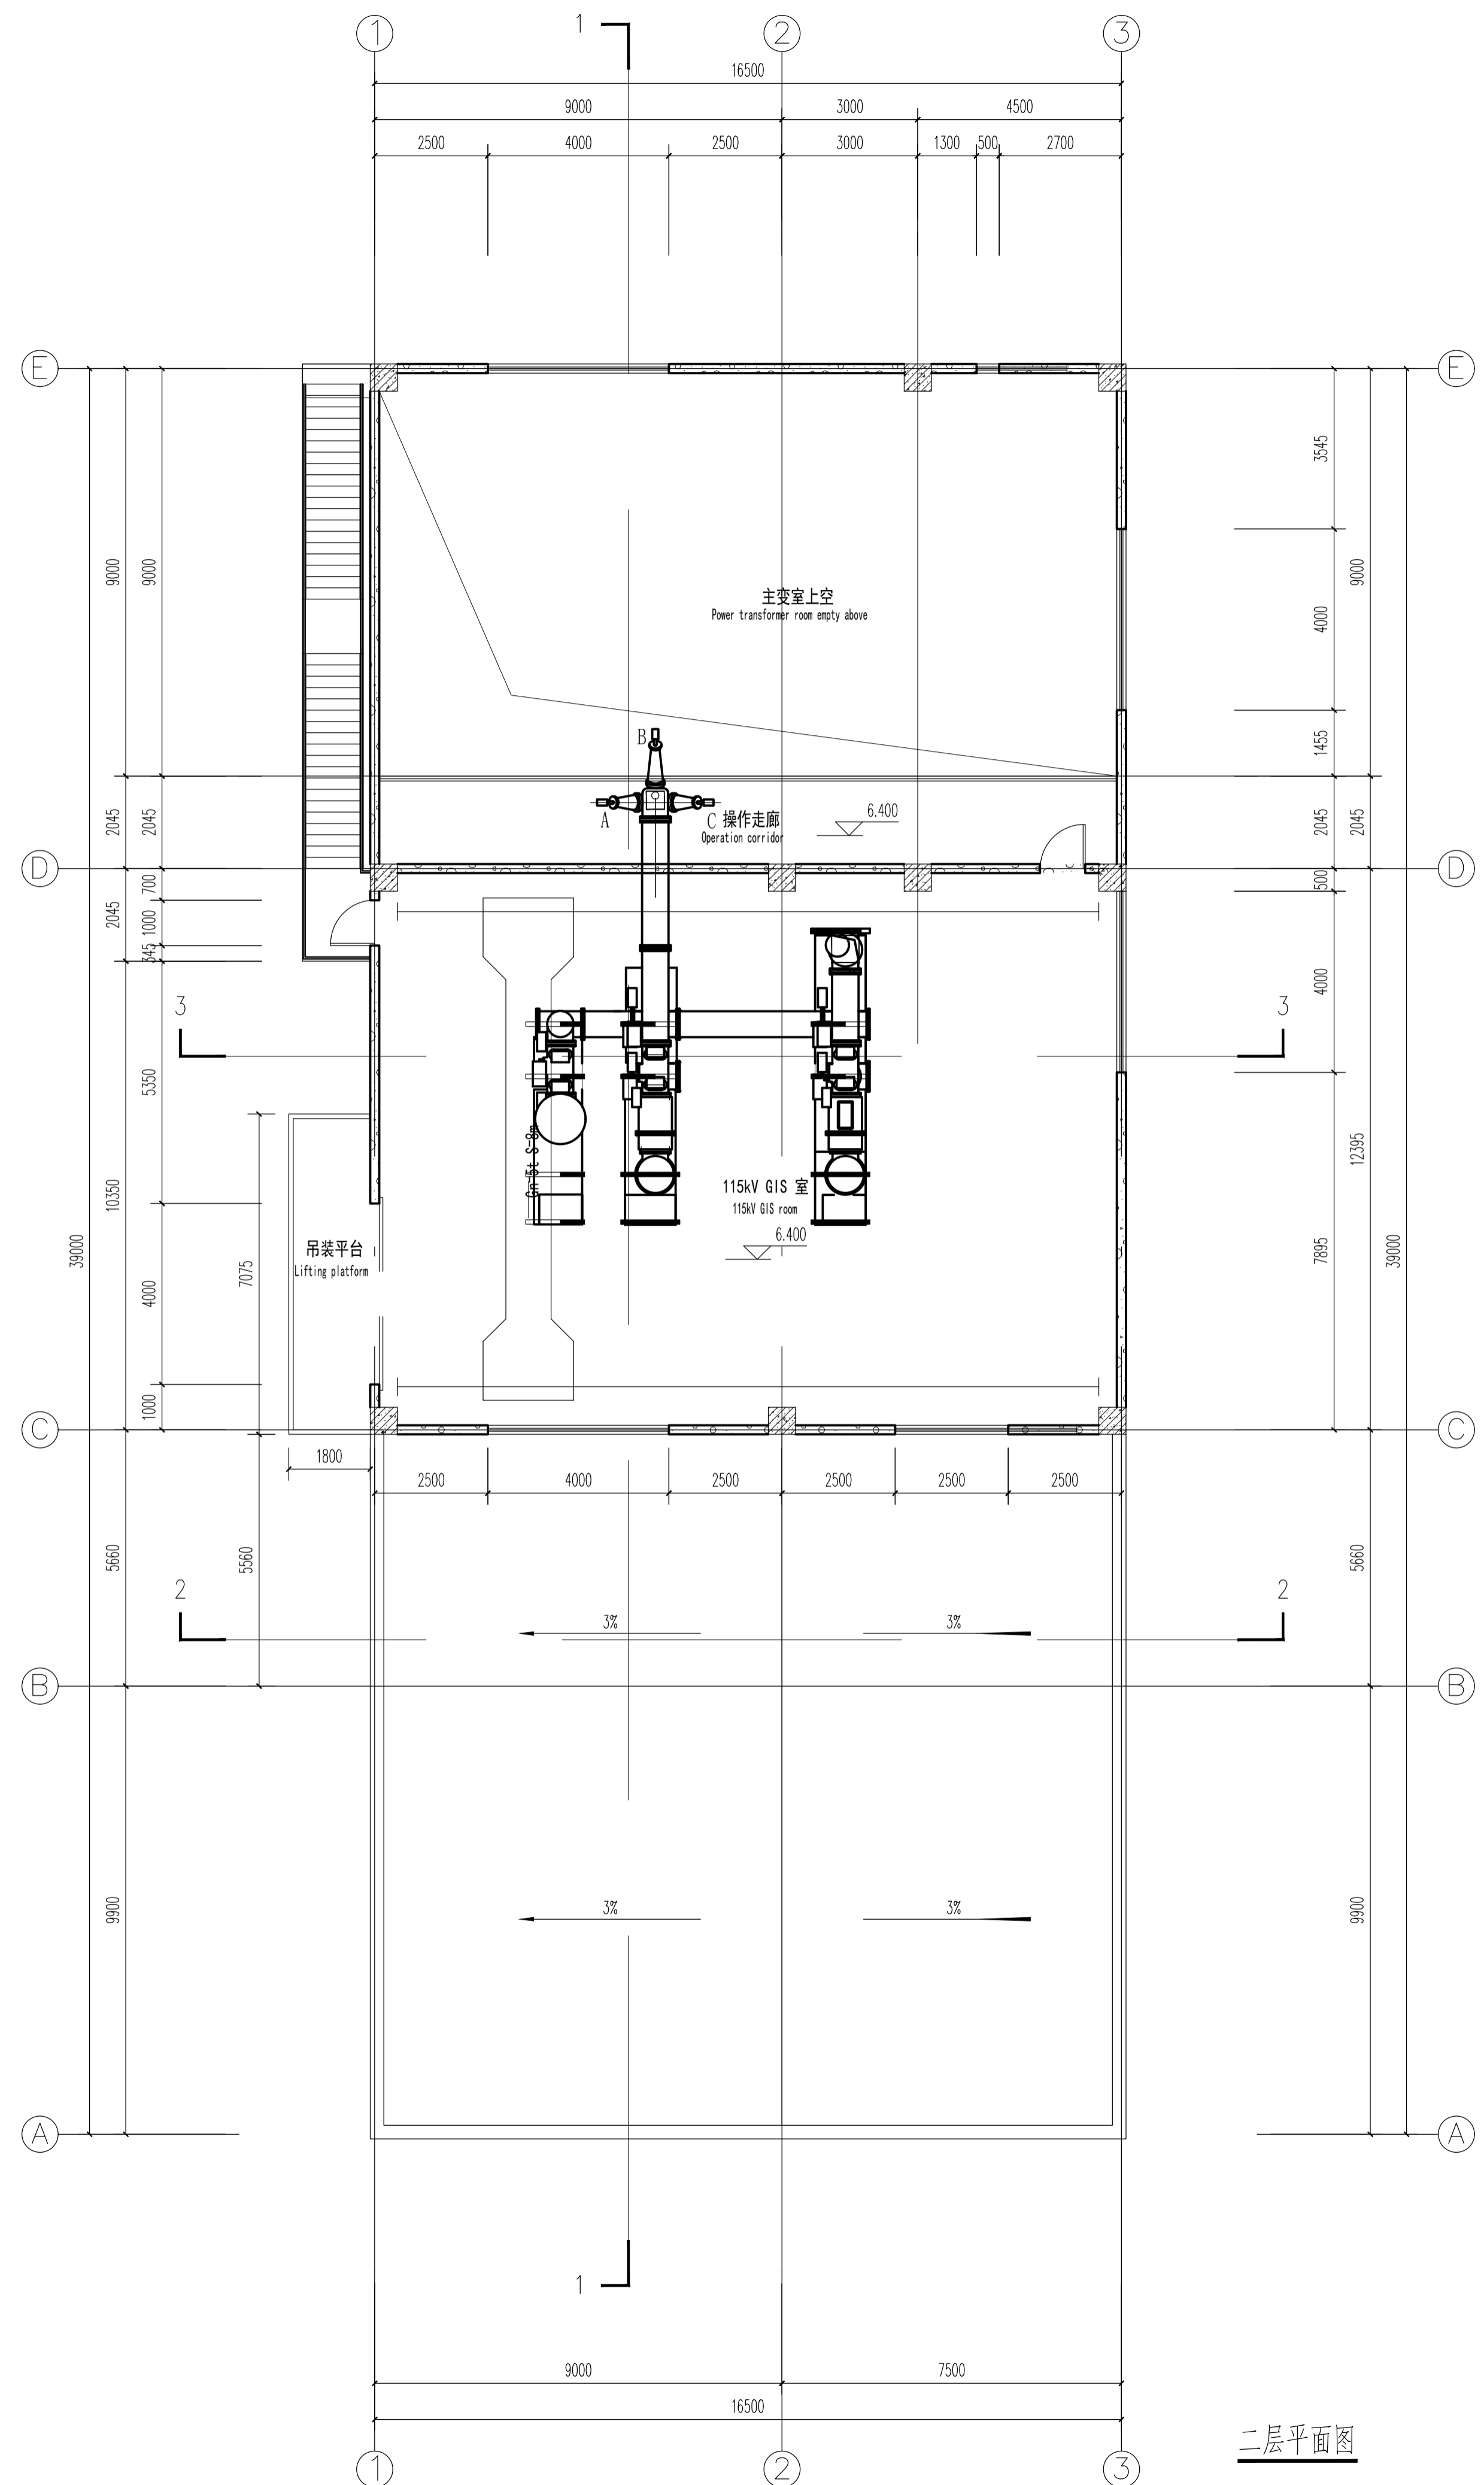 1 2 3
1
16500
9000 3000 4500
2500 4000 2500 3000 1300 500 2700
E E
3545
9000 9000 9000
4000
主变室上空
Power transformer room empty above
1455
B
A C 操作走廊 6.400
Operation corridor
2045 2045 2045 2045
D D
700 500
2045 1000
345 4000
3 3
5350
Gn-5t S-8m
10350 12395
115kV GIS 室
115kV GIS room
6.400
吊装平台
Lifting platform
39000 4000 7075 7895 39000
1000
C C
1800
2500 4000 2500 2500 2500 2500
5660 5560 5660
2 2
3% 3%
B B
3% 3%
9900 9900
A A
1
9000 7500
16500
二层平面图
1 2 3